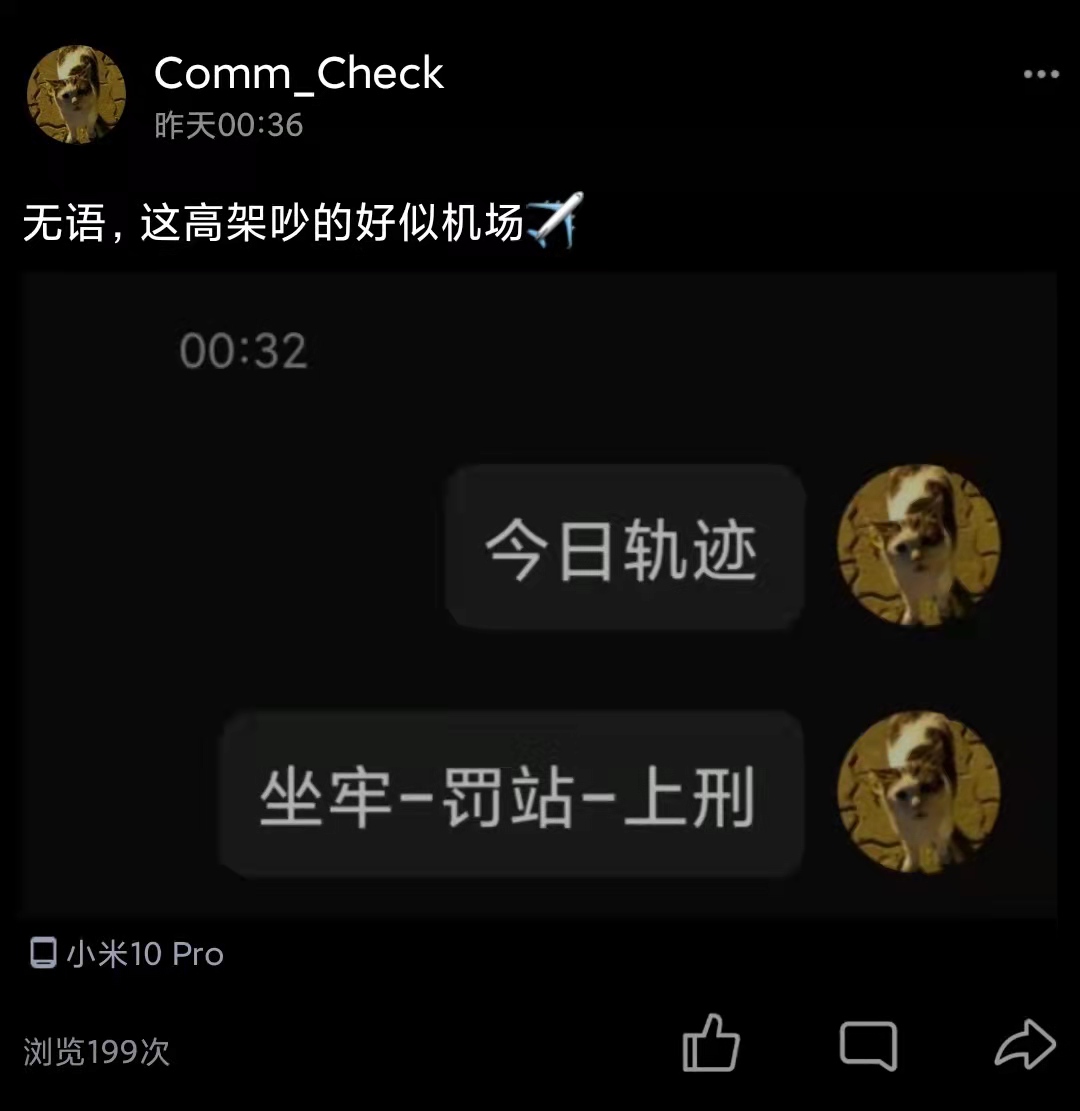 Comm_Check
昨天00:36
无语，这高架吵的好似机场✈️
00:32
今日轨迹
坐牢-罚站-上刑
小米10 Pro
浏览199次